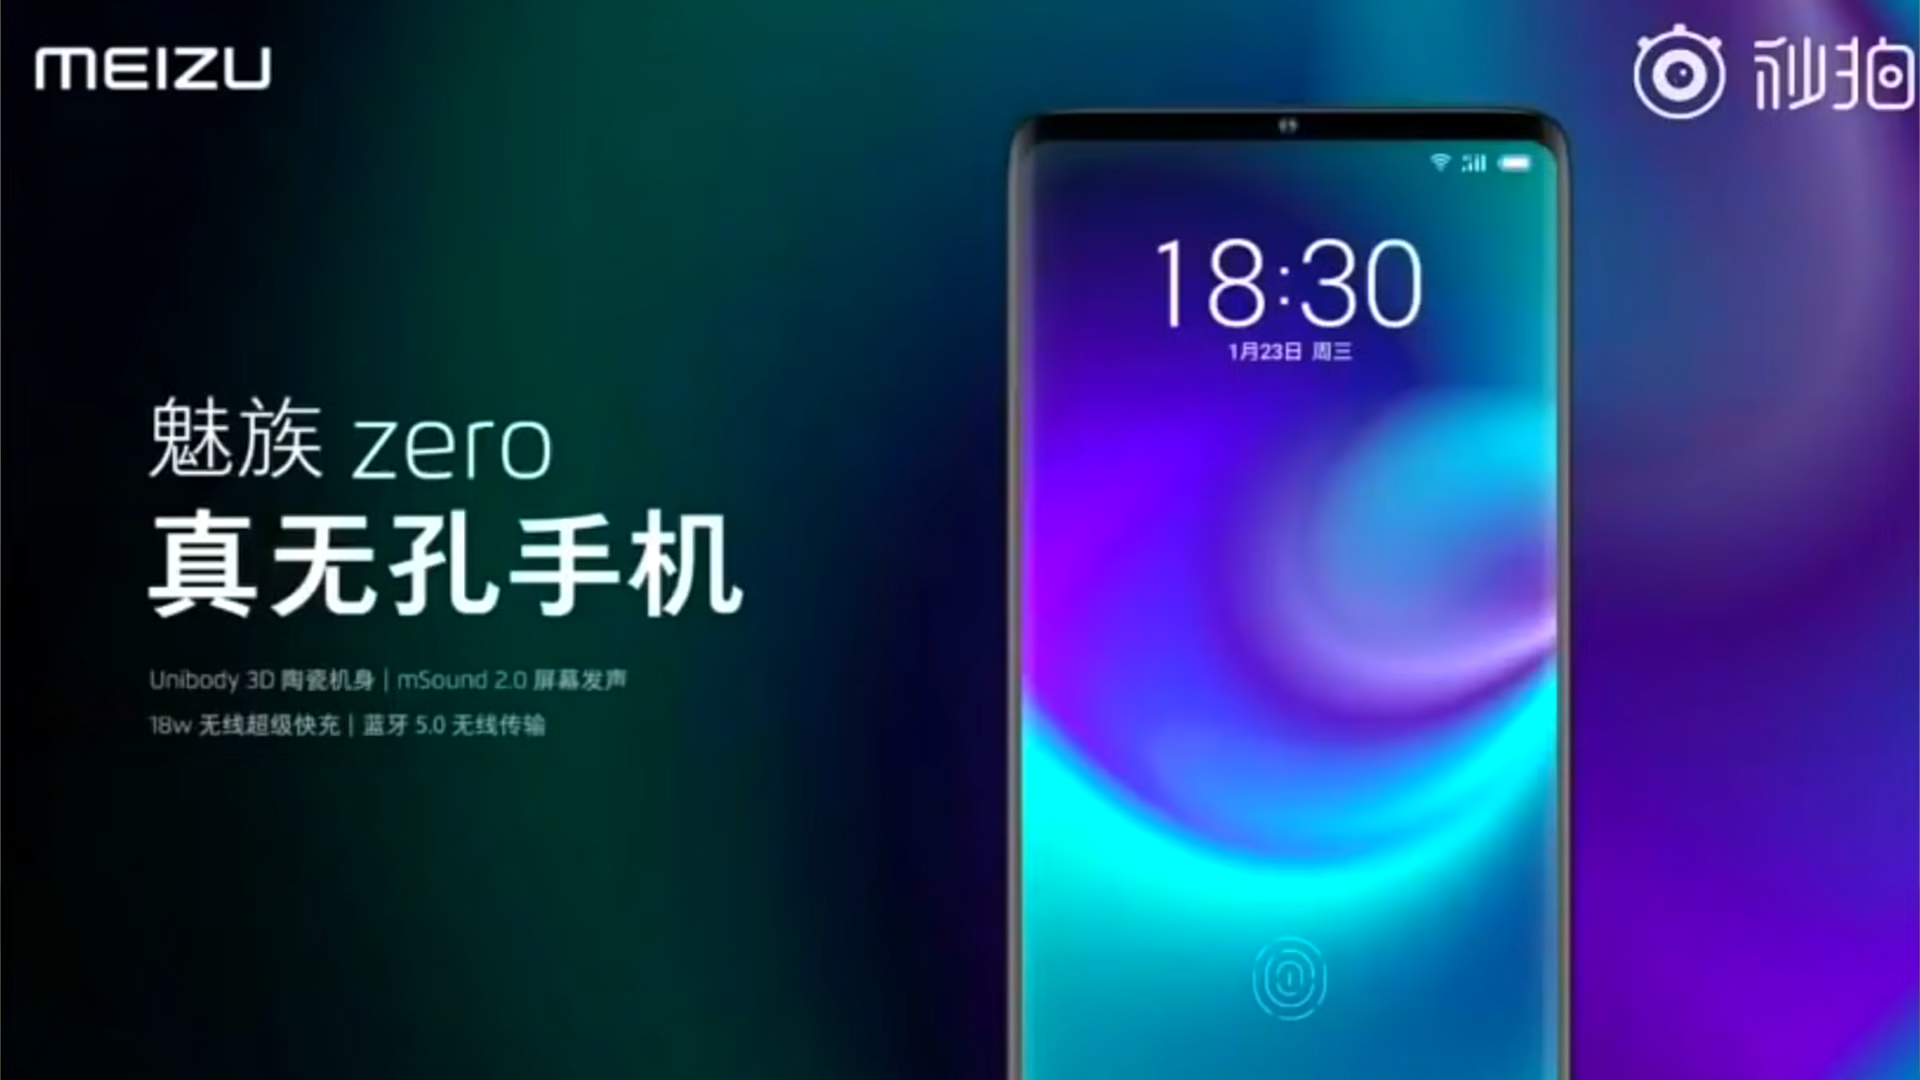 MEIZU
秒拍
18:30
1月23日 周三
魅族 zero
真无孔手机
Unibody 3D 陶瓷机身 | mSound 2.0 屏幕发声
18w 无线超级快充 | 蓝牙 5.0 无线传输